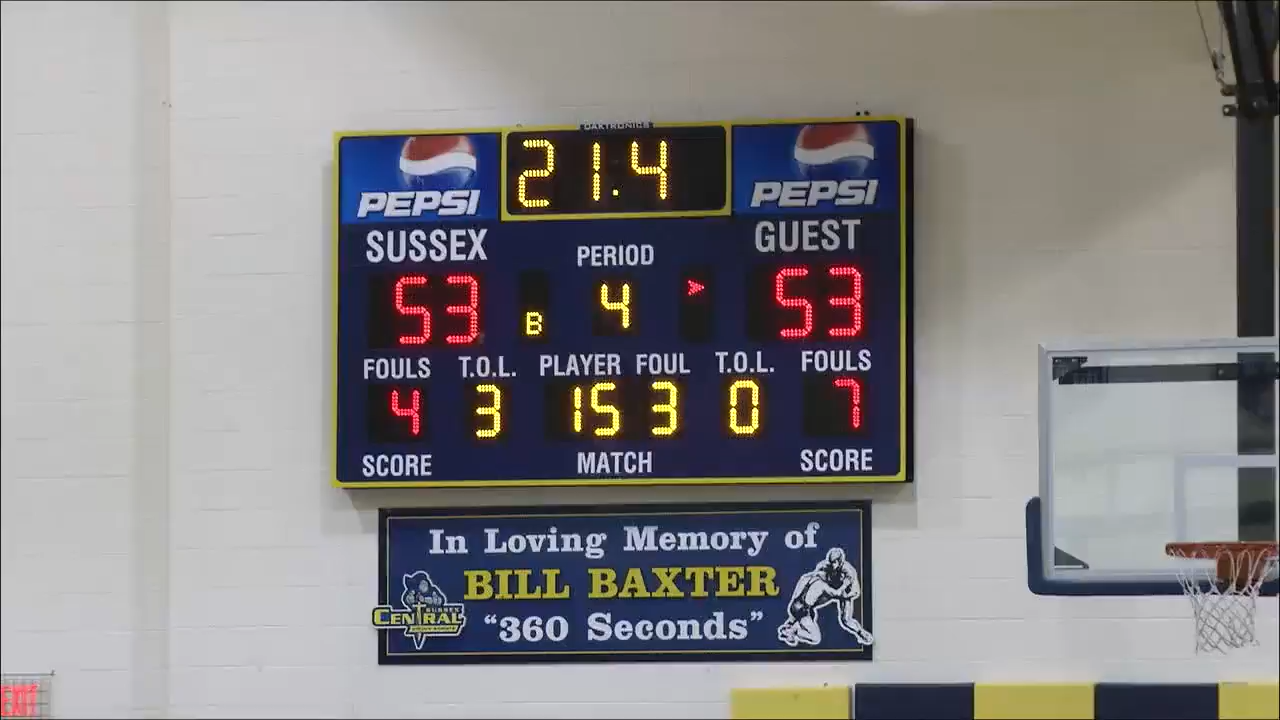 DAKTRONICS
PEPSI
21.4
PEPSI
SUSSEX
PERIOD
GUEST
53
B
4
53
FOULS T.O.L. PLAYER FOUL T.O.L. FOULS
4 3 15 3 0 7
SCORE MATCH SCORE
In Loving Memory of
BILL BAXTER
"360 Seconds"
SUSSEX
CENTRAL
EXIT